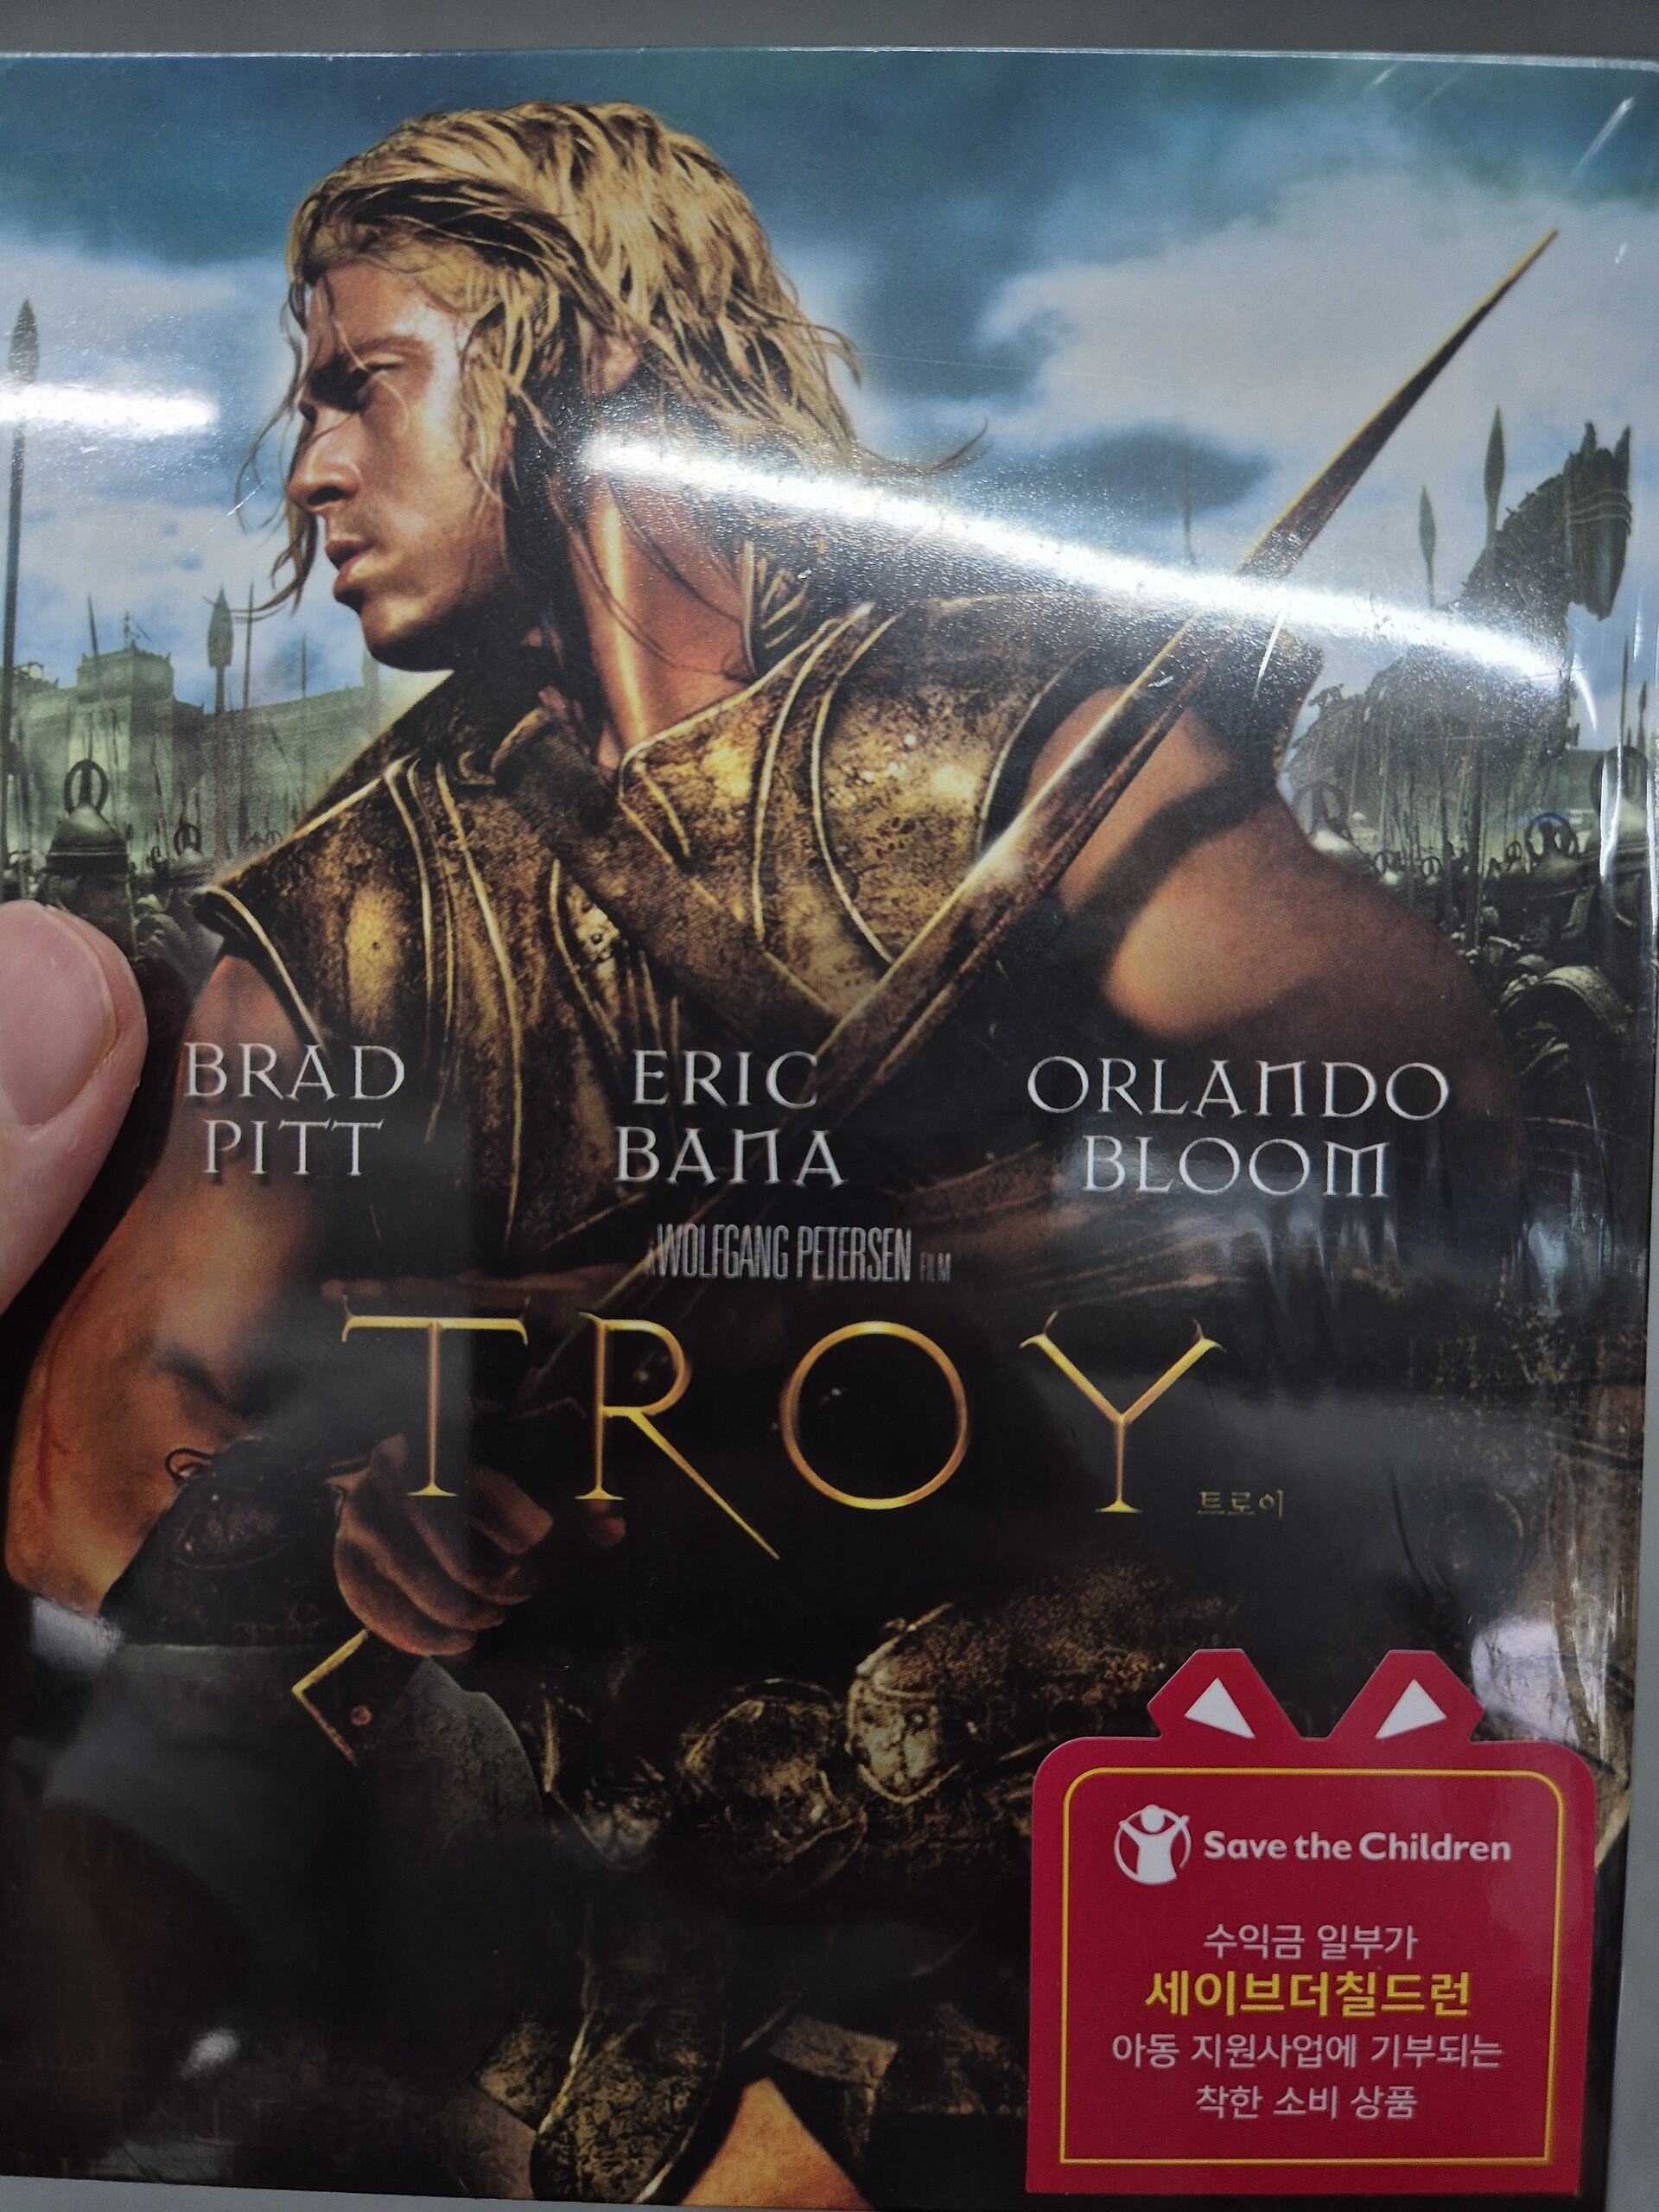 BRAD ERIC ORLANDO
PITT BANA BLOOM
A WOLFGANG PETERSEN FILM
TROY
트로이
Save the Children
수익금 일부가
세이브더칠드런
아동 지원사업에 기부되는
착한 소비 상품